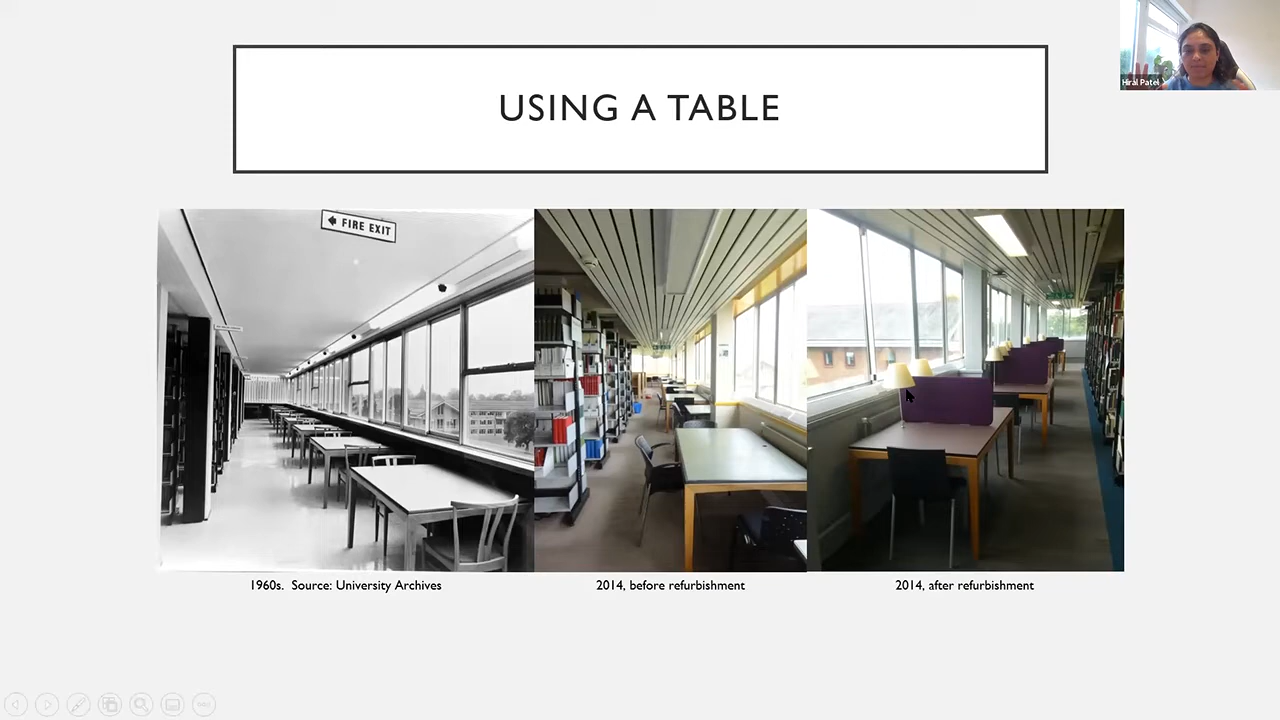 USING A TABLE
Hiral Patel
FIRE EXIT
1960s. Source: University Archives
2014, before refurbishment
2014, after refurbishment